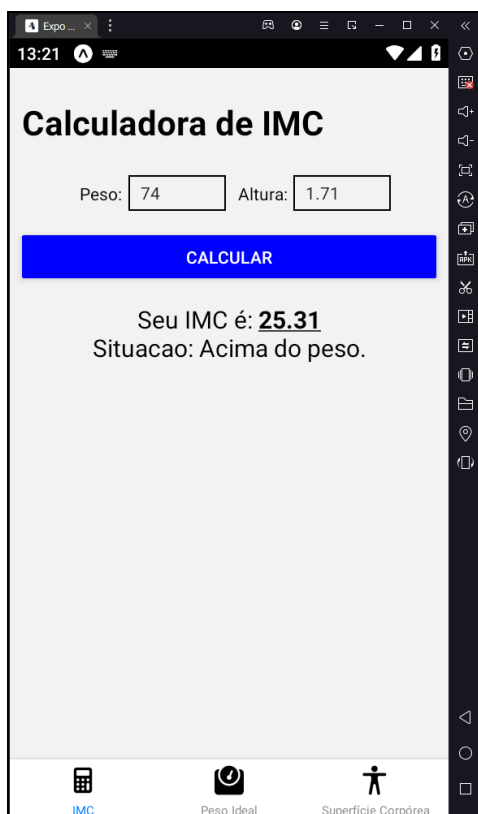 Expo ...
13:21
Calculadora de IMC
Peso: 74 Altura: 1.71
CALCULAR
Seu IMC é: 25.31
Situacao: Acima do peso.
IMC Peso Ideal Superfície Corpórea